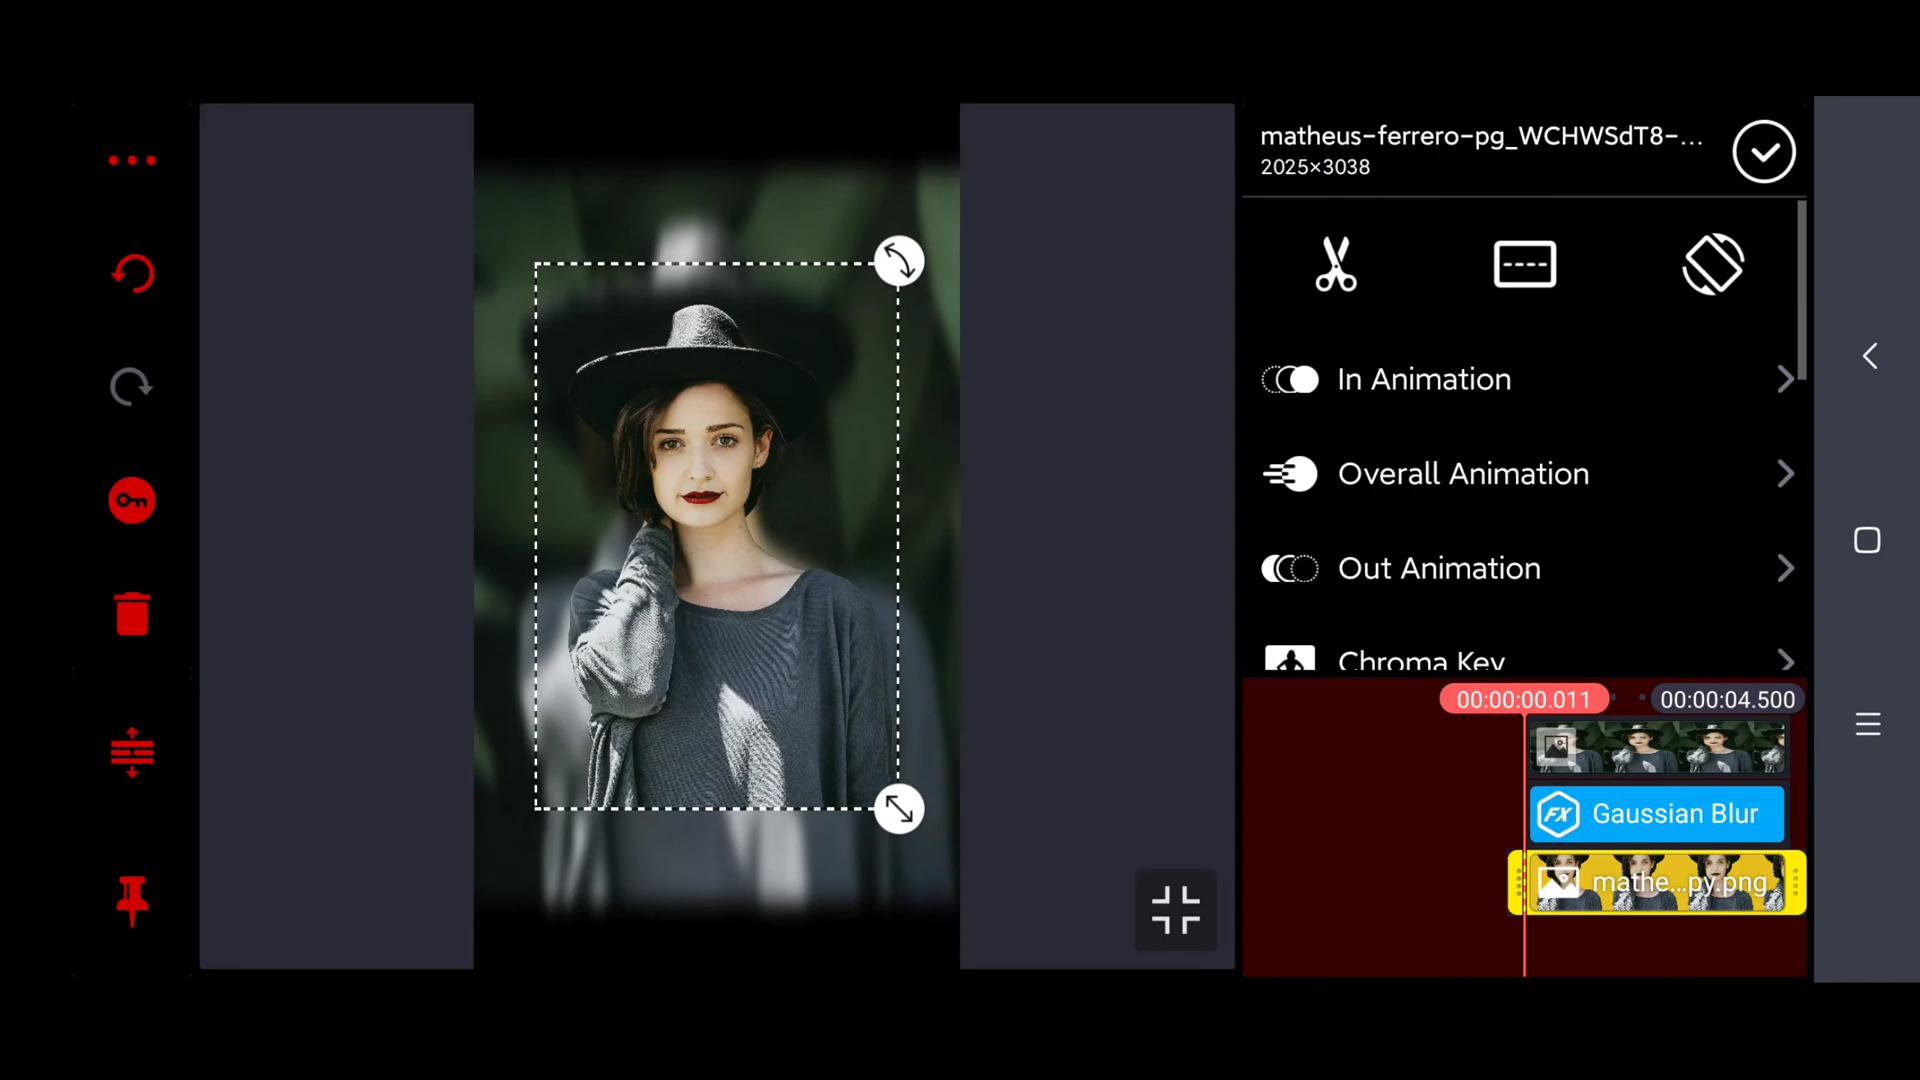 matheus-ferrero-pg_WCHWSdT8-...
2025×3038
In Animation
Overall Animation
Out Animation
Chroma Key
00:00:00.011
00:00:04.500
FX Gaussian Blur
mathe...py.png